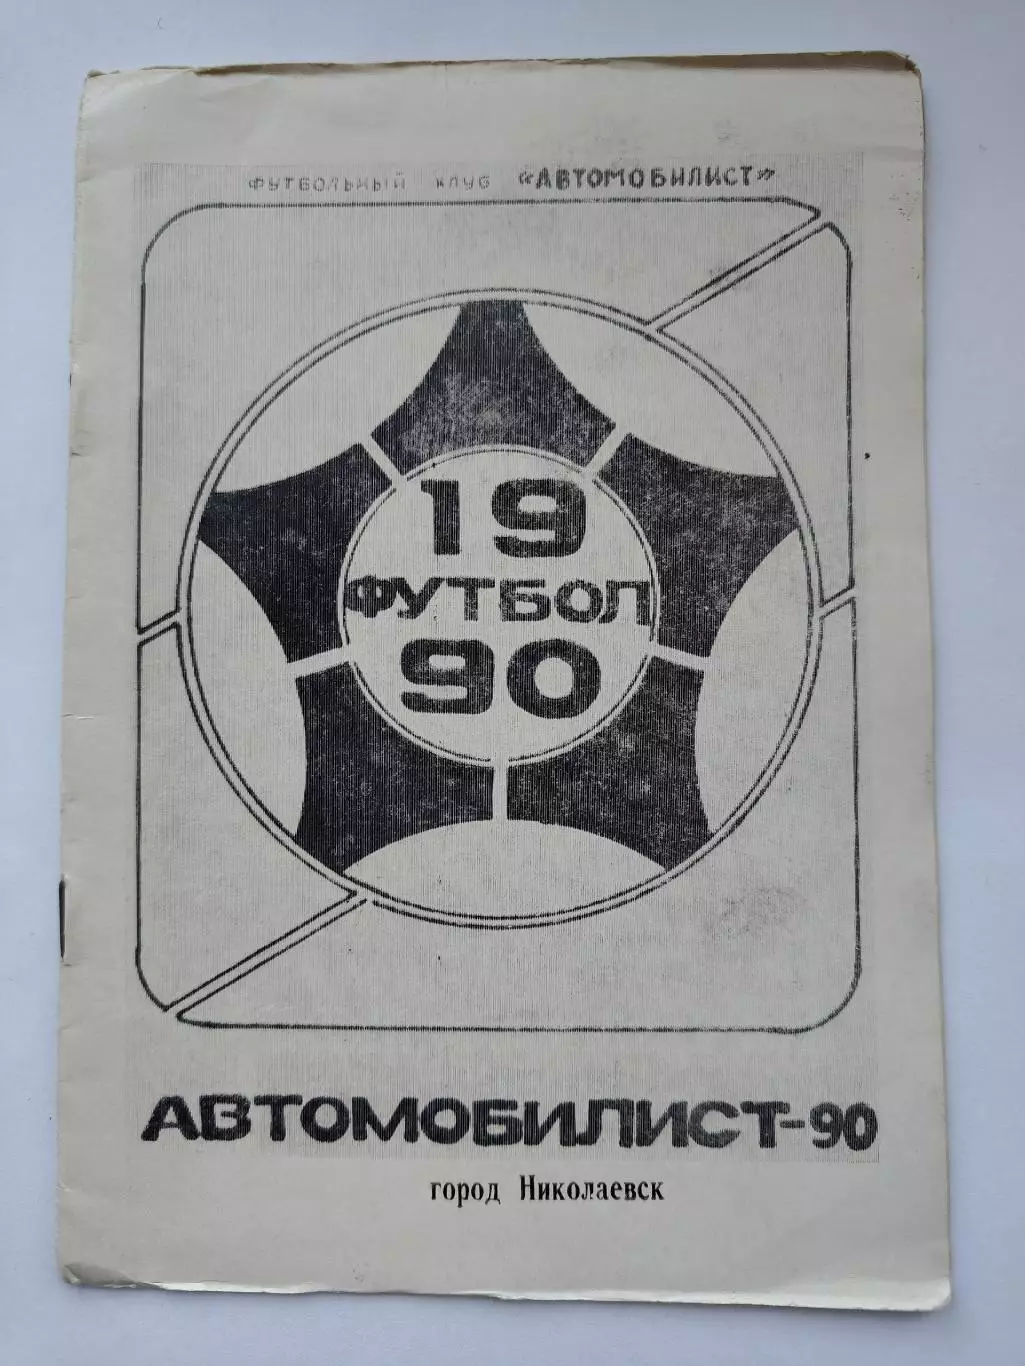 ФУТБОЛЬНЫЙ КЛУБ «АВТОМОБИЛИСТ»
19
ФУТБОЛ
90
АВТОМОБИЛИСТ-90
город Николаевск